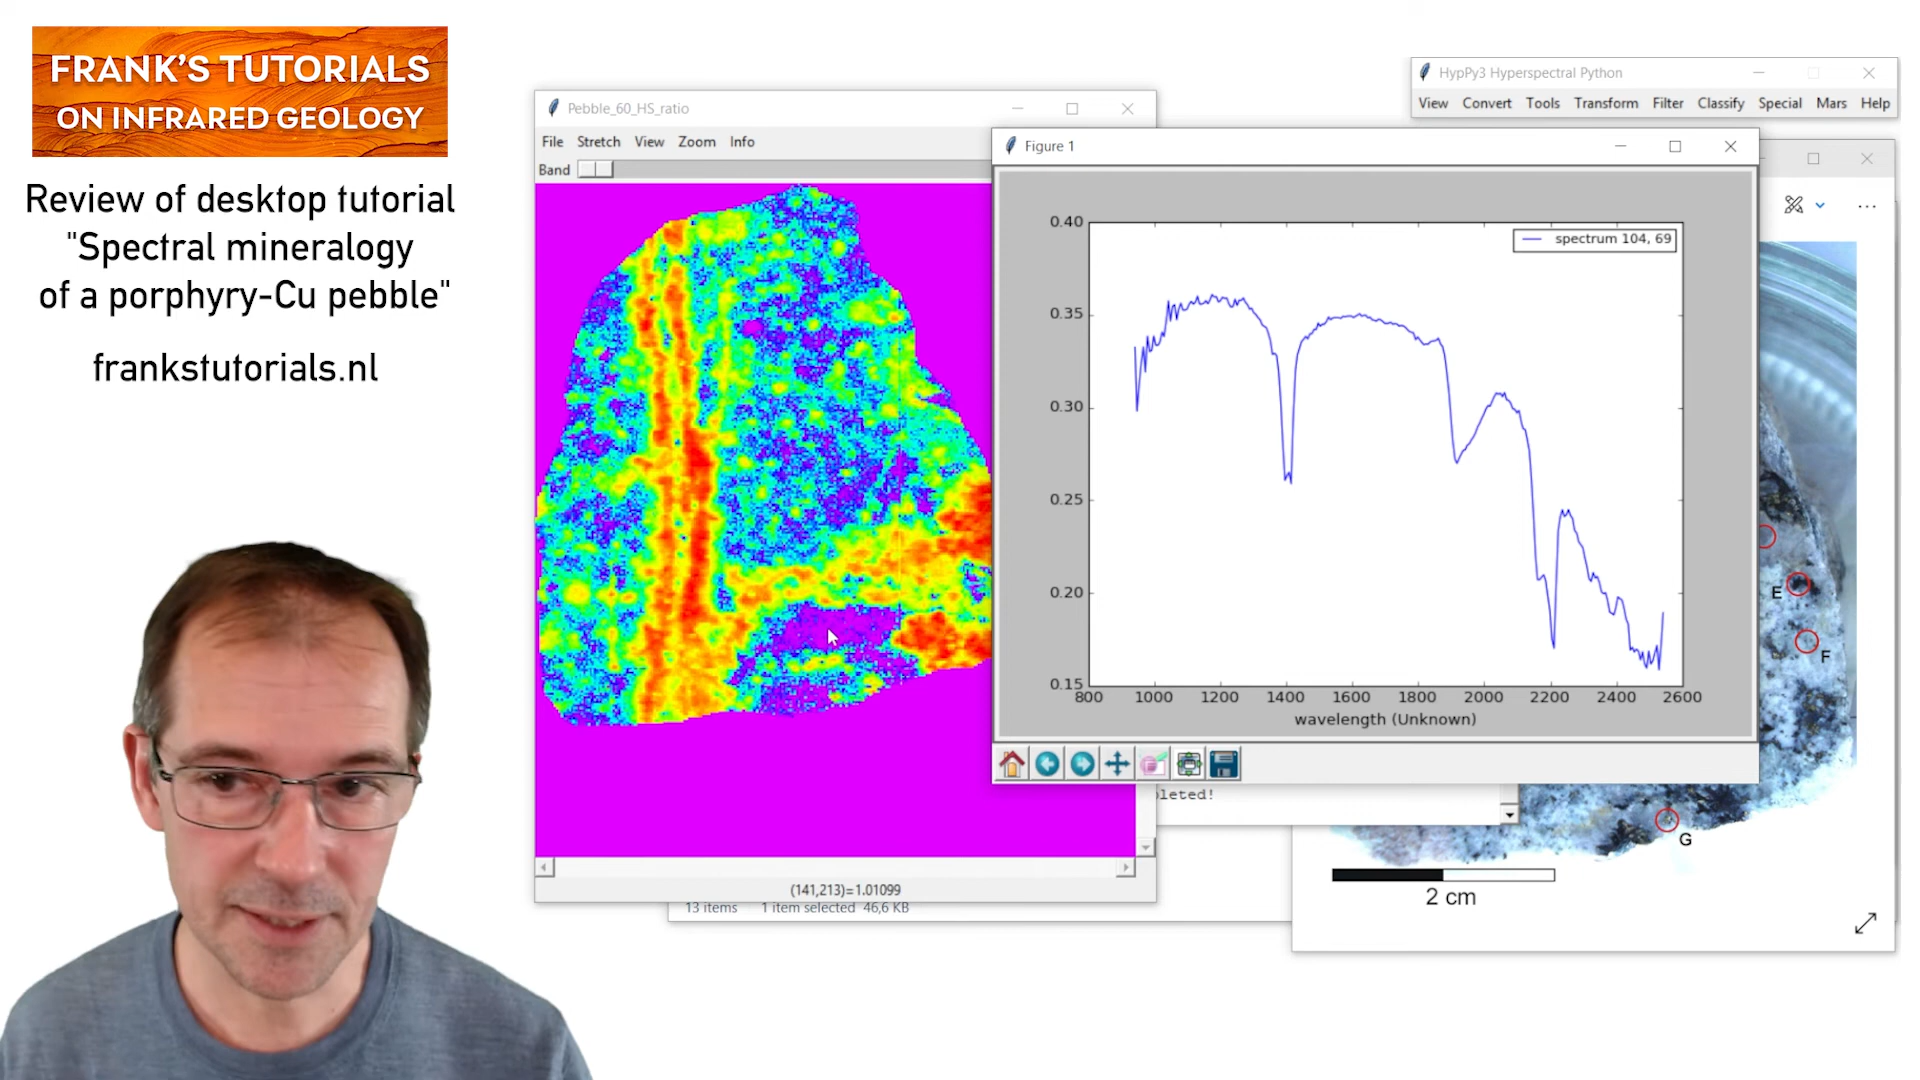 FRANK'S TUTORIALS
ON INFRARED GEOLOGY
Review of desktop tutorial
"Spectral mineralogy
of a porphyry-Cu pebble"
frankstutorials.nl
Pebble_60_HS_ratio
File Stretch View Zoom Info
Band
(141,213)=1.01099
13 items 1 item selected 46,6 KB
HypPy3 Hyperspectral Python
View Convert Tools Transform Filter Classify Special Mars Help
Figure 1
spectrum 104, 69
0.40
0.35
0.30
0.25
0.20
0.15
800 1000 1200 1400 1600 1800 2000 2200 2400 2600
wavelength (Unknown)
pleted!
E
F
G
2 cm